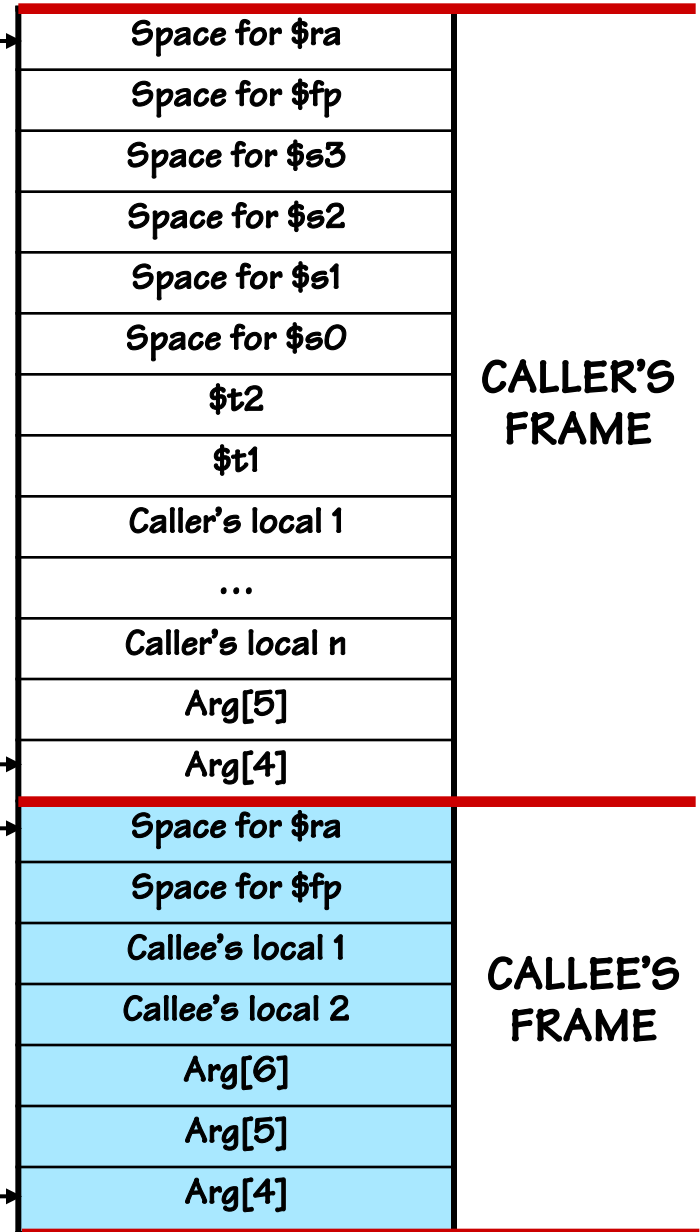 Space for $ra
Space for $fp
Space for $s3
Space for $s2
Space for $s1
Space for $s0
$t2
$t1
Caller's local 1
...
Caller's local n
Arg[5]
Arg[4]
CALLER'S
FRAME
Space for $ra
Space for $fp
Callee's local 1
Callee's local 2
Arg[6]
Arg[5]
Arg[4]
CALLEE'S
FRAME